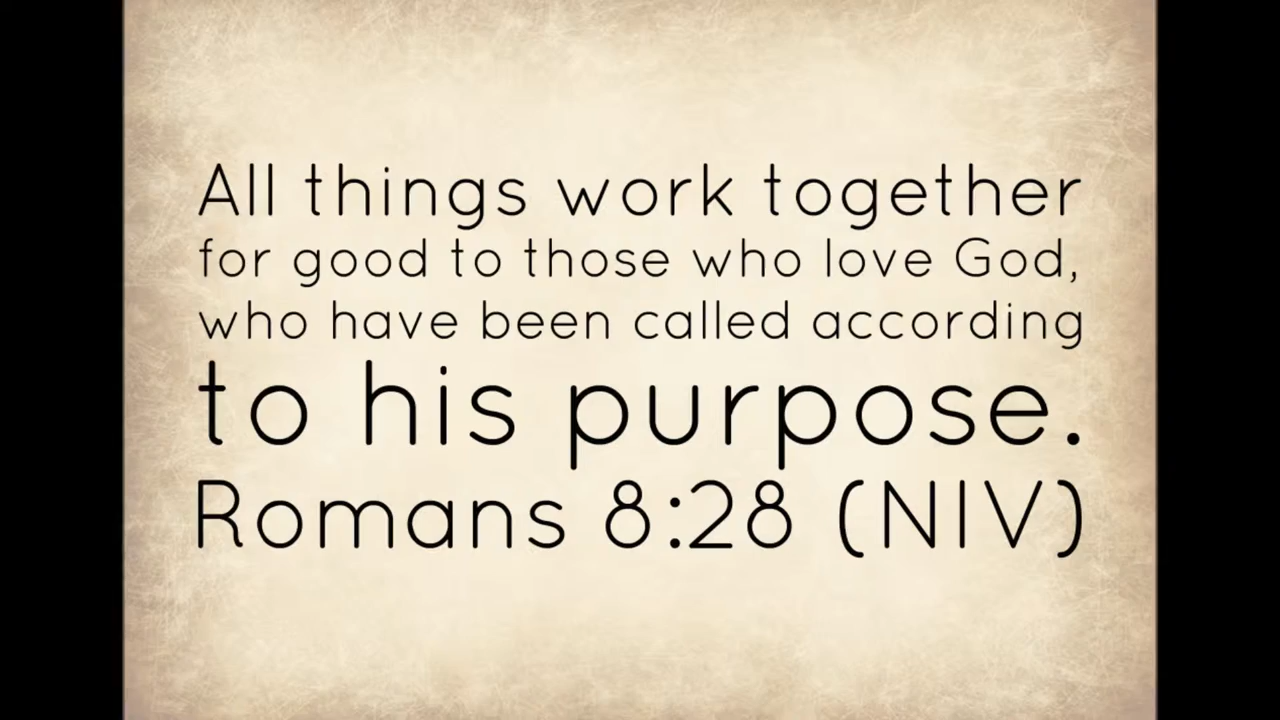 All things work together
for good to those who love God,
who have been called according
to his purpose.
Romans 8:28 (NIV)